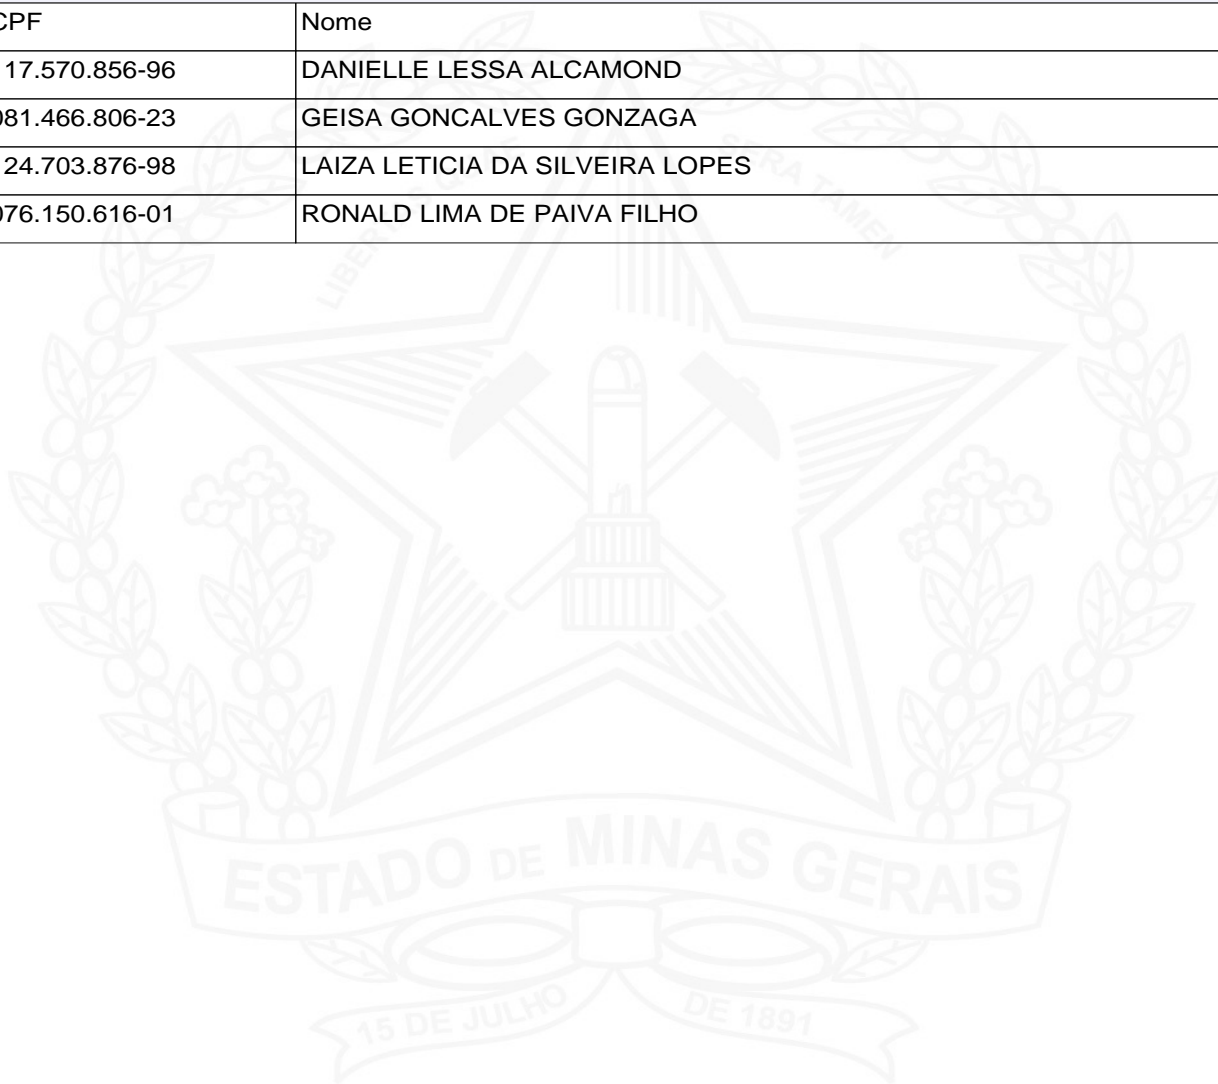 CPF Nome
17.570.856-96 DANIELLE LESSA ALCAMOND
081.466.806-23 GEISA GONCALVES GONZAGA
24.703.876-98 LAIZA LETICIA DA SILVEIRA LOPES
076.150.616-01 RONALD LIMA DE PAIVA FILHO
LIBERTAS QUE SERA TAMEN
ESTADO DE MINAS GERAIS
15 DE JULHO DE 1891